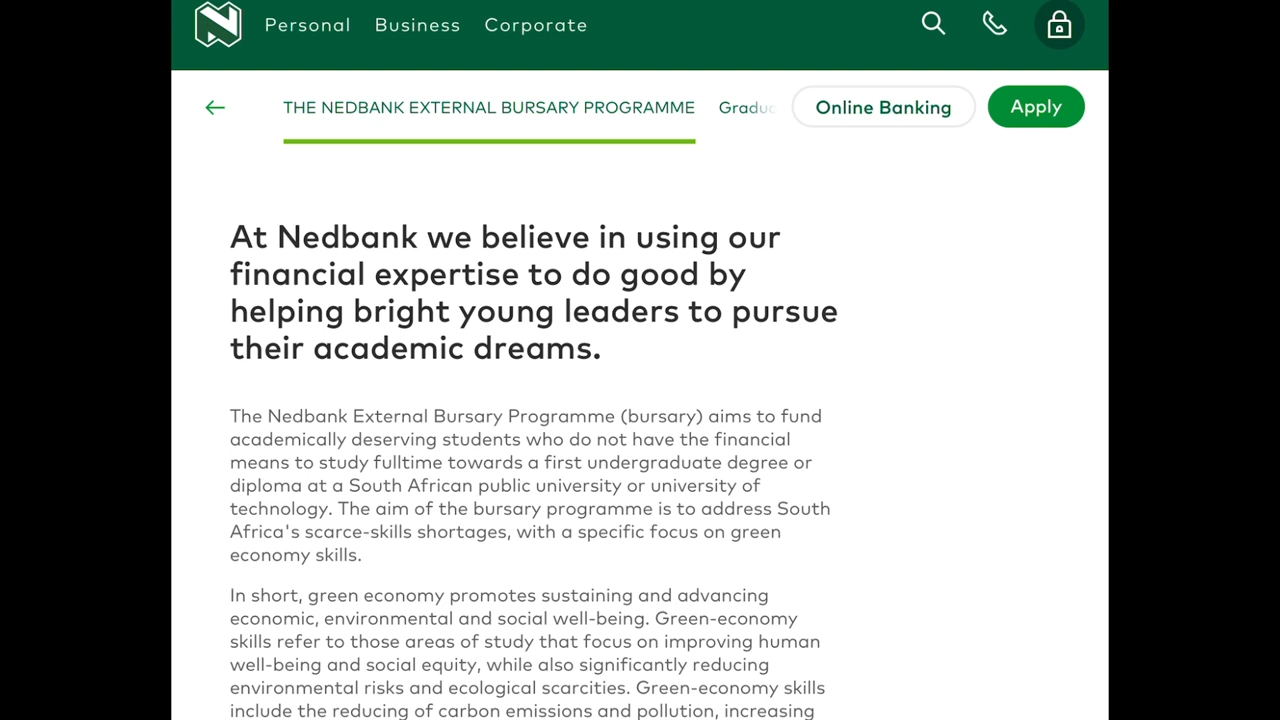 Personal Business Corporate
THE NEDBANK EXTERNAL BURSARY PROGRAMME Online Banking Apply
At Nedbank we believe in using our
financial expertise to do good by
helping bright young leaders to pursue
their academic dreams.
The Nedbank External Bursary Programme (bursary) aims to fund
academically deserving students who do not have the financial
means to study fulltime towards a first undergraduate degree or
diploma at a South African public university or university of
technology. The aim of the bursary programme is to address South
Africa's scarce-skills shortages, with a specific focus on green
economy skills.
In short, green economy promotes sustaining and advancing
economic, environmental and social well-being. Green-economy
skills refer to those areas of study that focus on improving human
well-being and social equity, while also significantly reducing
environmental risks and ecological scarcities. Green-economy skills
include the reducing of carbon emissions and pollution, increasing